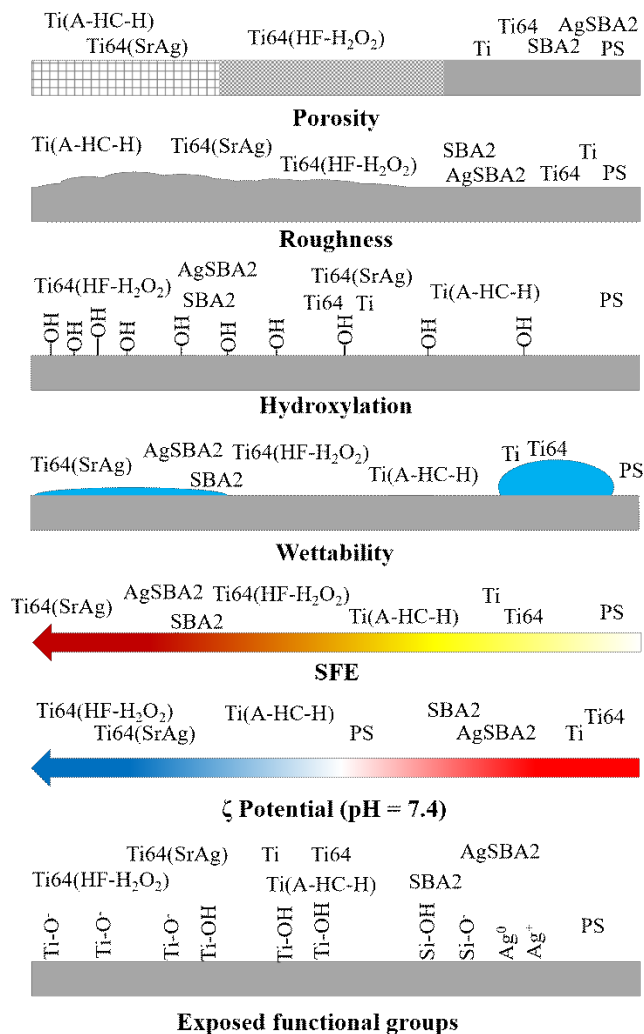 Ti(A-HC-H)
Ti64(SrAg)
Ti64(HF-H₂O₂)
Ti64
Ti
AgSBA2
SBA2
PS
Porosity
Ti(A-HC-H)
Ti64(SrAg)
Ti64(HF-H₂O₂)
SBA2
AgSBA2
Ti
Ti64
PS
Roughness
Ti64(HF-H₂O₂)
AgSBA2
SBA2
Ti64(SrAg)
Ti64 Ti
Ti(A-HC-H)
PS
OH
OH
OH
OH
OH
OH
OH
OH
OH
OH
Hydroxylation
Ti64(SrAg)
AgSBA2
SBA2
Ti64(HF-H₂O₂)
Ti(A-HC-H)
Ti
Ti64
PS
Wettability
Ti64(SrAg)
AgSBA2
SBA2
Ti64(HF-H₂O₂)
Ti(A-HC-H)
Ti
Ti64
PS
SFE
Ti64(HF-H₂O₂)
Ti64(SrAg)
Ti(A-HC-H)
PS
SBA2
AgSBA2
Ti
Ti64
ζ Potential (pH = 7.4)
Ti64(SrAg)
Ti64(HF-H₂O₂)
Ti
Ti64
Ti(A-HC-H)
AgSBA2
SBA2
PS
Ti-O⁻
Ti-O⁻
Ti-O⁻
Ti-OH
Ti-OH
Ti-OH
Si-OH
Si-O⁻
Ag⁰
Ag⁺
Exposed functional groups